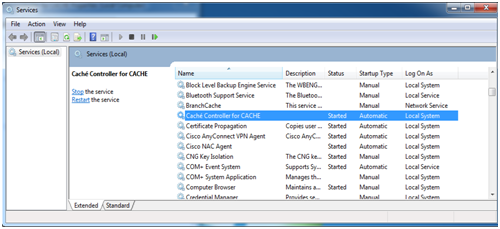 Services
File Action View Help
Services (Local)
Services (Local)
Caché Controller for CACHE
Stop the service
Restart the service
Name Description Status Startup Type Log On As
Block Level Backup Engine Service The WBENG... Manual Local System
Bluetooth Support Service The Bluetoo... Manual Local Service
BranchCache This service ... Manual Network Service
Caché Controller for CACHE Started Automatic Local System
Certificate Propagation Copies user ... Started Manual Local System
Cisco AnyConnect VPN Agent Cisco AnyC... Started Automatic Local System
Cisco NAC Agent Started Automatic Local System
CNG Key Isolation The CNG ke... Started Manual Local System
COM+ Event System Supports Sy... Started Automatic Local Service
COM+ System Application Manages th... Manual Local System
Computer Browser Maintains a... Started Manual Local System
Credential Manager Provides se... Manual Local System
Extended Standard